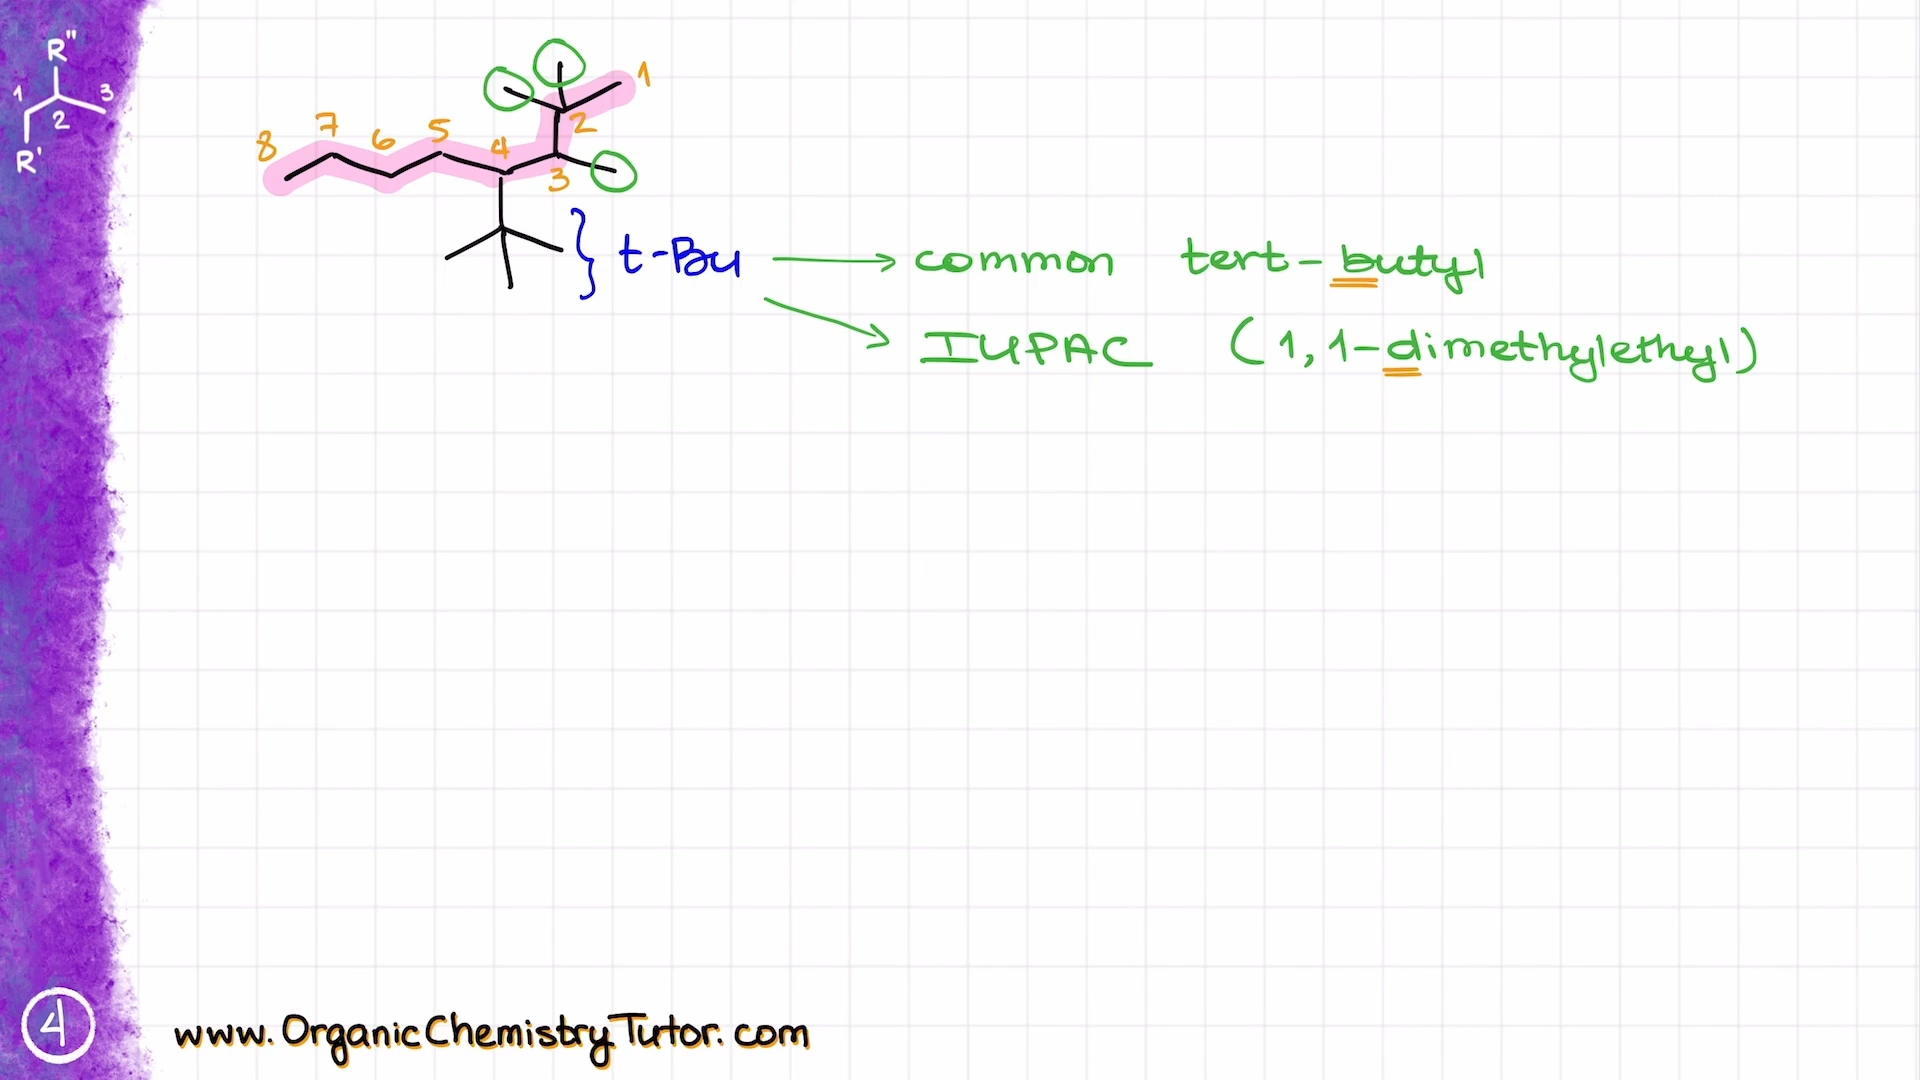 R"
1
2
3
R'
8 7 6 5 4 3 2 1
} t-Bu → common tert-butyl
→ IUPAC (1,1-dimethylethyl)
4
www.OrganicChemistryTutor.com